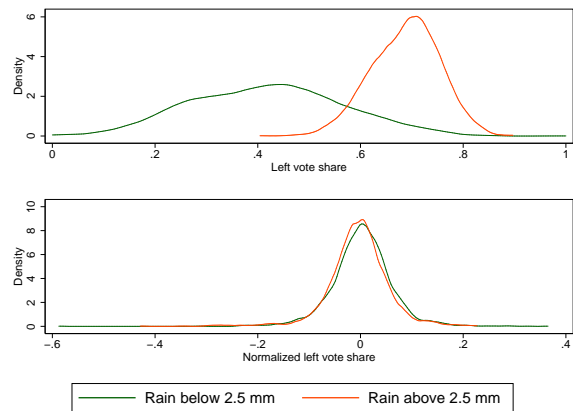 6
4
2
0
Density
0 .2 .4 .6 .8 1
Left vote share
10
8
6
4
2
0
Density
-.6 -.4 -.2 0 .2 .4
Normalized left vote share
Rain below 2.5 mm Rain above 2.5 mm